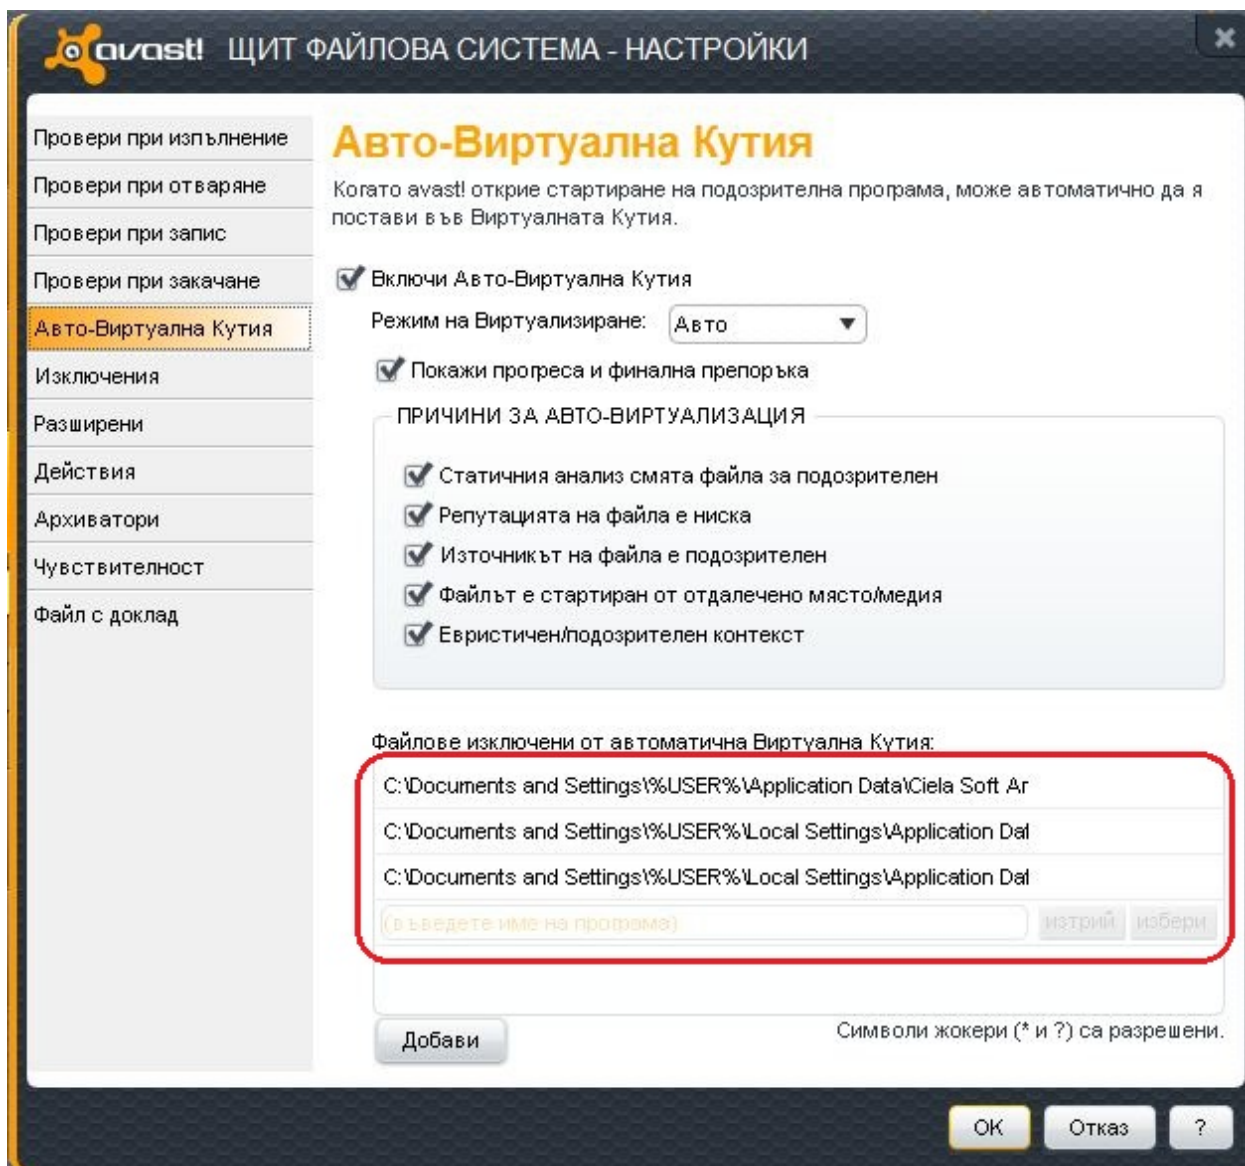 avast! ЩИТ ФАЙЛОВА СИСТЕМА - НАСТРОЙКИ
Провери при изпълнение
Провери при отваряне
Провери при запис
Провери при закачане
Авто-Виртуална Кутия
Изключения
Разширени
Действия
Архиватори
Чувствителност
Файл с доклад
Авто-Виртуална Кутия
Когато avast! открие стартиране на подозрителна програма, може автоматично да я
постави във Виртуалната Кутия.
Включи Авто-Виртуална Кутия
Режим на Виртуализиране: Авто
Покажи прогреса и финална препоръка
ПРИЧИНИ ЗА АВТО-ВИРТУАЛИЗАЦИЯ
Статичния анализ смята файла за подозрителен
Репутацията на файла е ниска
Източникът на файла е подозрителен
Файлът е стартиран от отдалечено място/медия
Евристичен/подозрителен контекст
Файлове изключени от автоматична Виртуална Кутия:
C:\Documents and Settings\%USER%\Application Data\Ciela Soft Ar
C:\Documents and Settings\%USER%\Local Settings\Application Dat
C:\Documents and Settings\%USER%\Local Settings\Application Dat
(въведете име на програма) изтрий избери
Добави
Символи жокери (* и ?) са разрешени.
OK Отказ ?